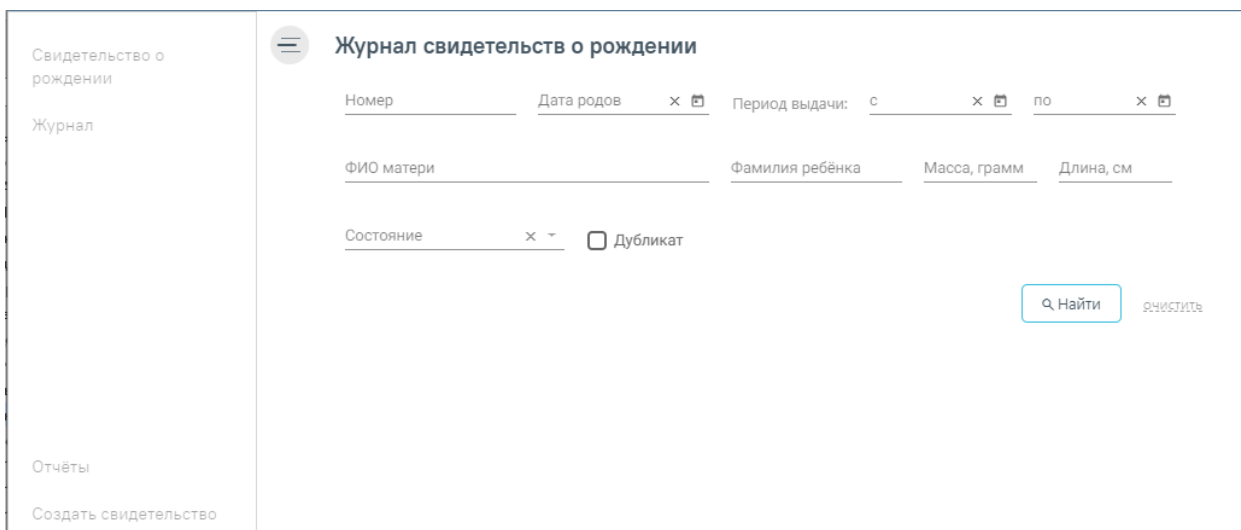 Свидетельство о
рождении
Журнал
Отчёты
Создать свидетельство
Журнал свидетельств о рождении
Номер Дата родов Период выдачи: с по
ФИО матери Фамилия ребёнка Масса, грамм Длина, см
Состояние Дубликат
Найти очистить